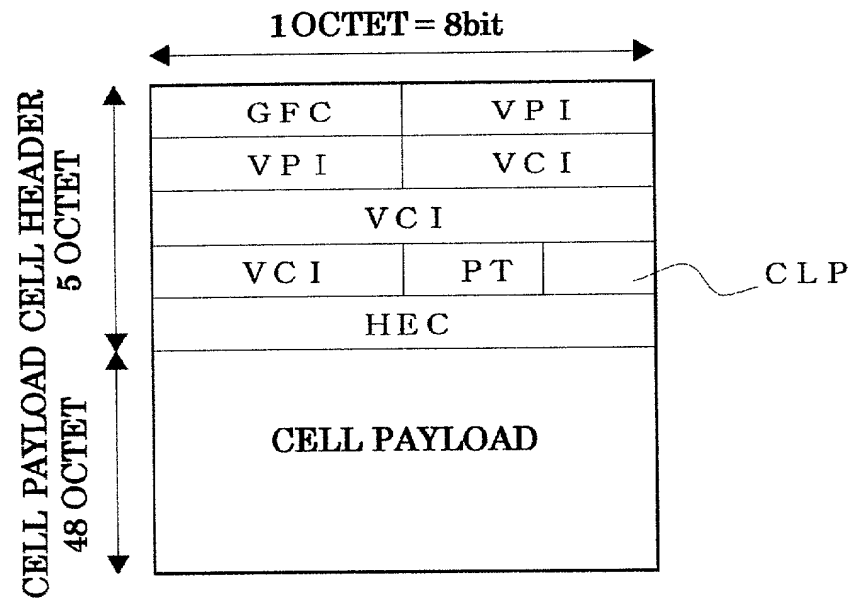 1 OCTET = 8bit
GFC VPI
VPI VCI
VCI
VCI PT CLP
HEC
CELL PAYLOAD
CELL HEADER
5 OCTET
CELL PAYLOAD
48 OCTET